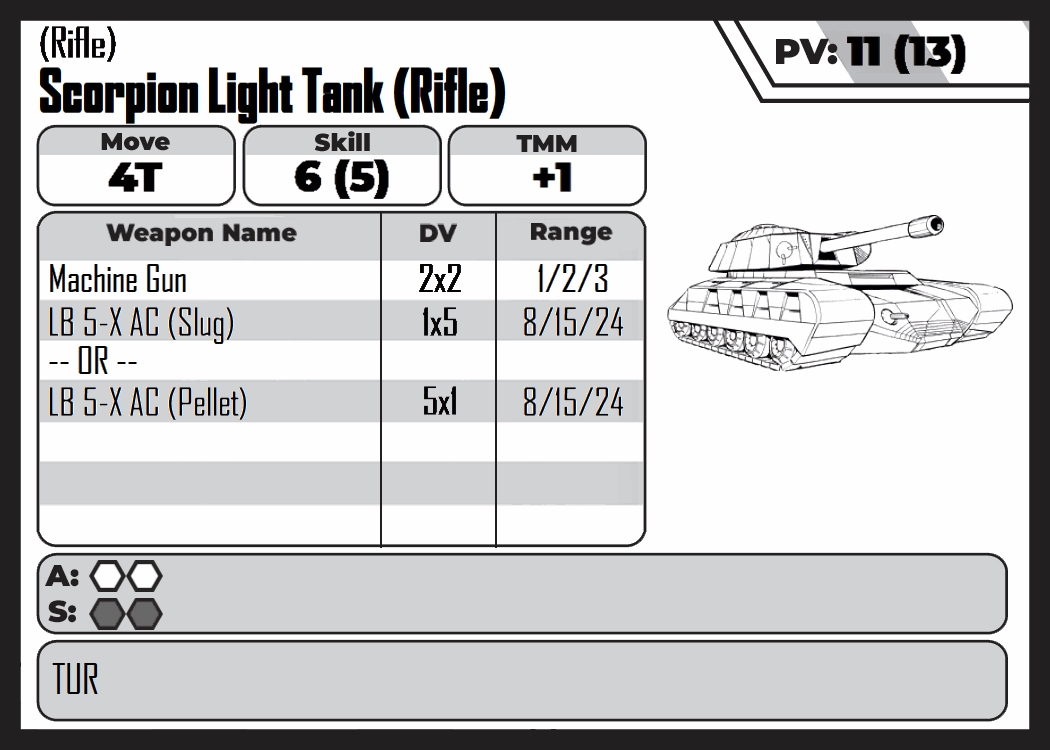 (Rifle)
Scorpion Light Tank (Rifle)
PV: 11 (13)
Move Skill TMM
4T 6 (5) +1
Weapon Name DV Range
Machine Gun 2x2 1/2/3
LB 5-X AC (Slug) 1x5 8/15/24
-- OR --
LB 5-X AC (Pellet) 5x1 8/15/24
A:
S:
TUR